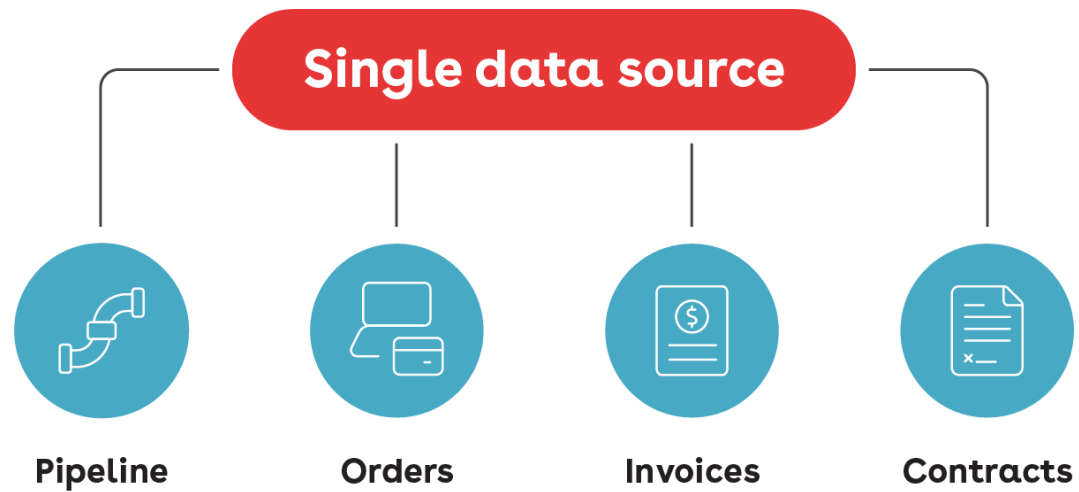 Single data source
Pipeline
Orders
Invoices
Contracts